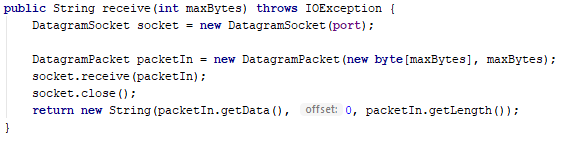 public String receive(int maxBytes) throws IOException {
    DatagramSocket socket = new DatagramSocket(port);

    DatagramPacket packetIn = new DatagramPacket(new byte[maxBytes], maxBytes);
    socket.receive(packetIn);
    socket.close();
    return new String(packetIn.getData(), offset: 0, packetIn.getLength());
}